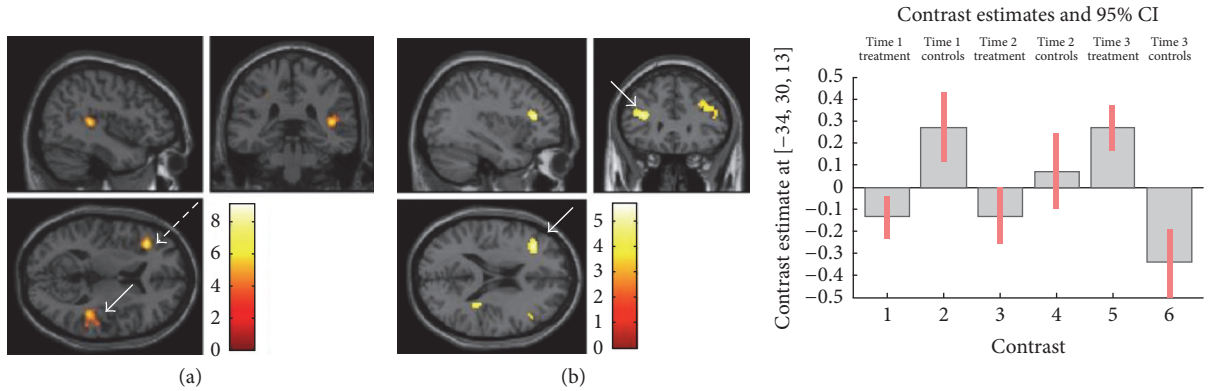 8
6
4
2
0
(a)
5
4
3
2
1
0
(b)
Contrast estimates and 95% CI
Time 1 Time 1 Time 2 Time 2 Time 3 Time 3
treatment controls treatment controls treatment controls
Contrast estimate at [−34, 30, 13]
0.5
0.4
0.3
0.2
0.1
0
−0.1
−0.2
−0.3
−0.4
−0.5
1 2 3 4 5 6
Contrast